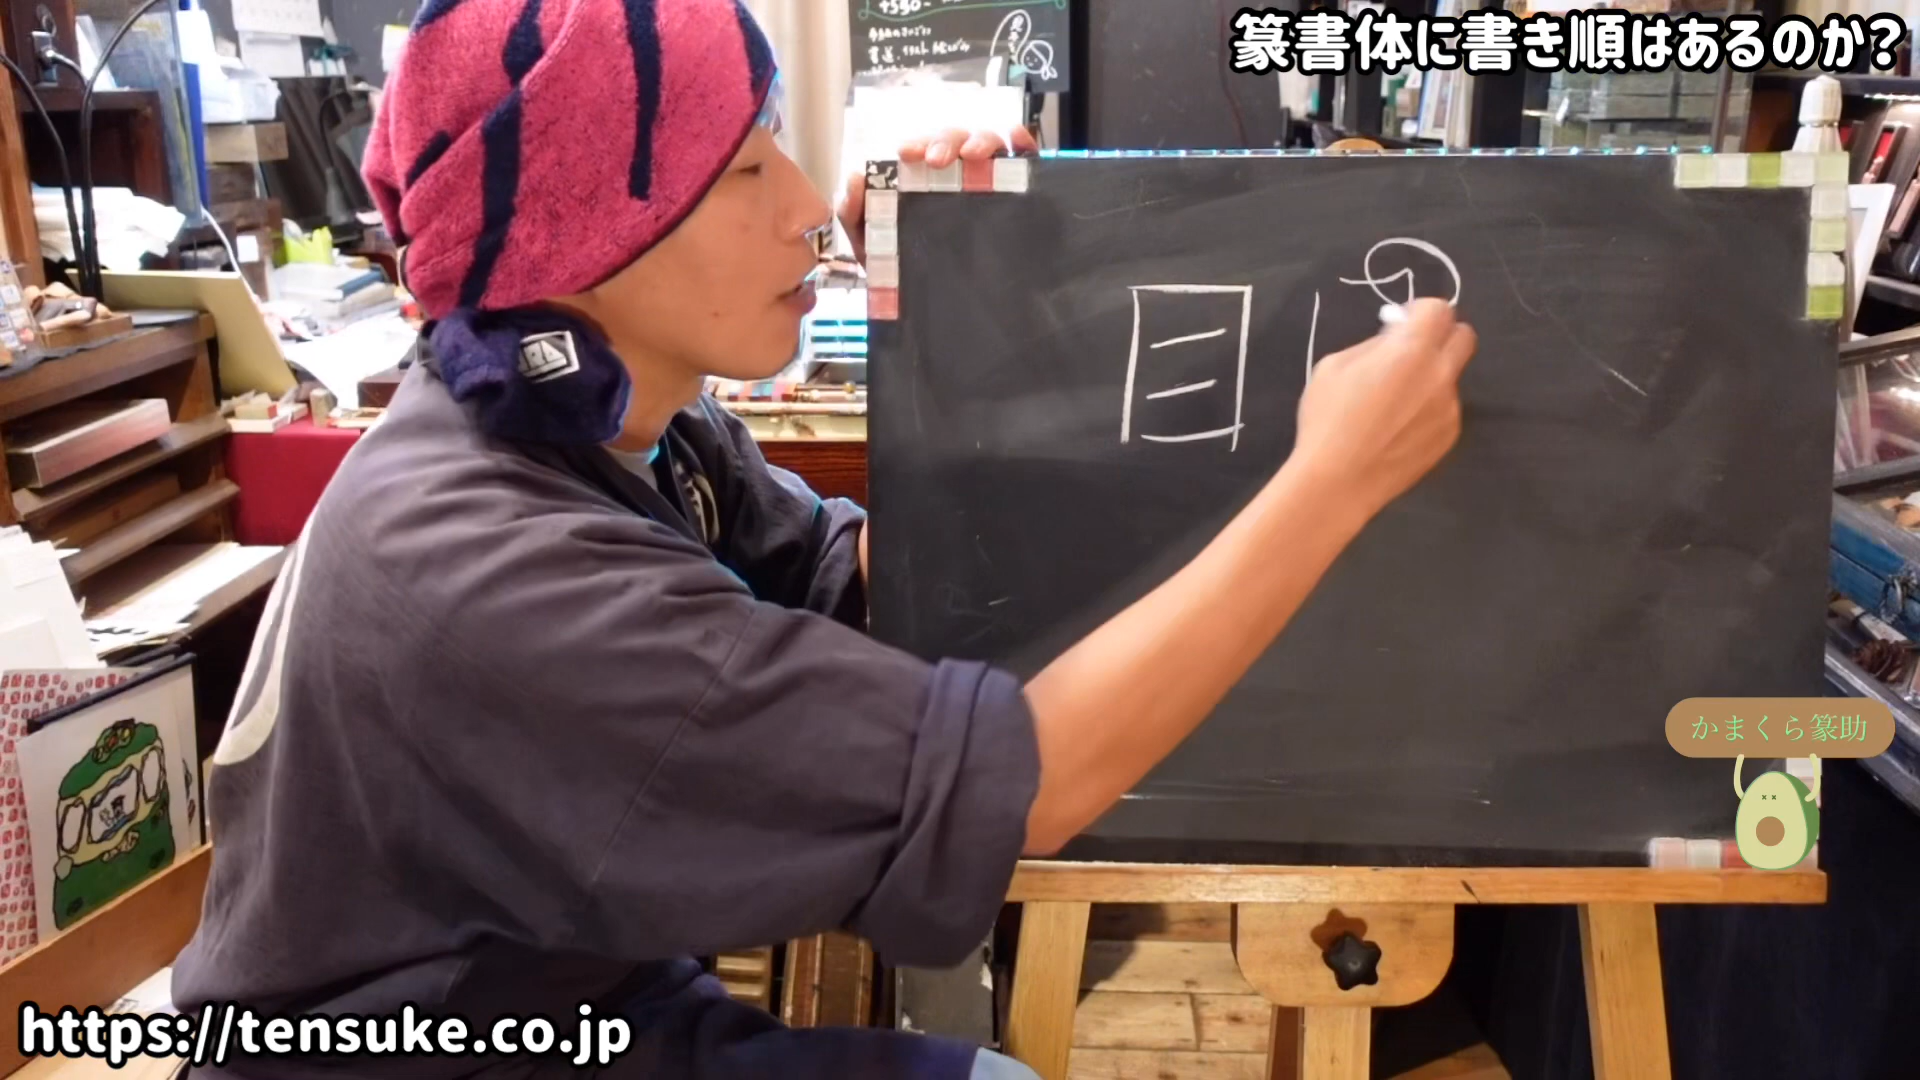 篆書体に書き順はあるのか?
+550-
目
かまくら篆助
https://tensuke.co.jp